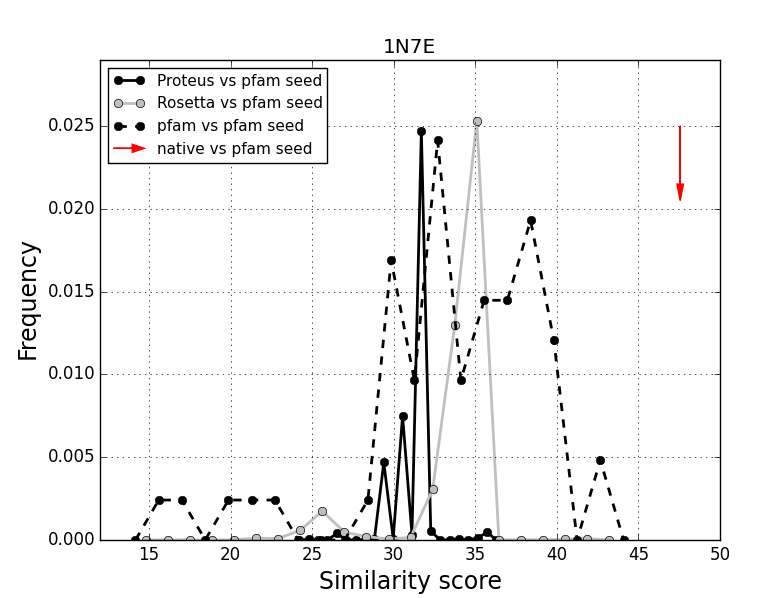 1N7E
Proteus vs pfam seed
Rosetta vs pfam seed
pfam vs pfam seed
native vs pfam seed
0.025
0.020
0.015
0.010
0.005
0.000
Frequency
15 20 25 30 35 40 45 50
Similarity score